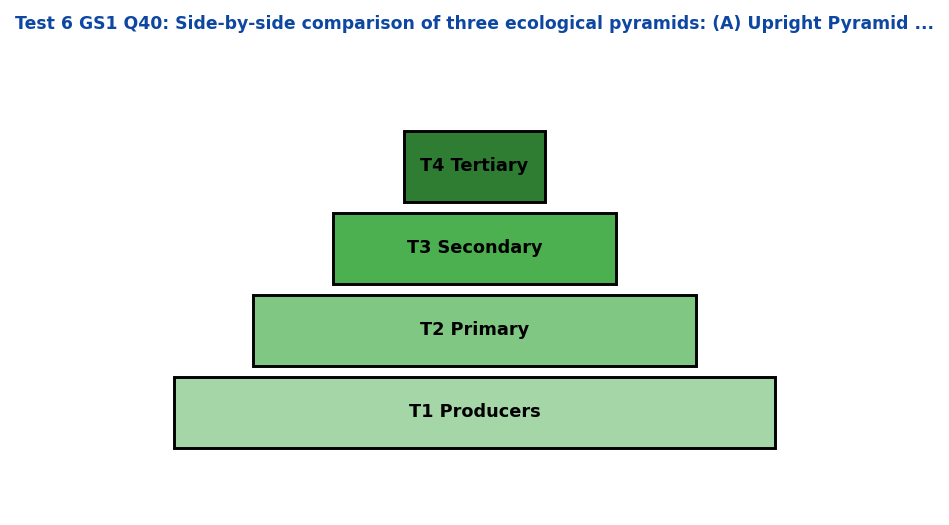 Test 6 GS1 Q40: Side-by-side comparison of three ecological pyramids: (A) Upright Pyramid ...
T4 Tertiary
T3 Secondary
T2 Primary
T1 Producers